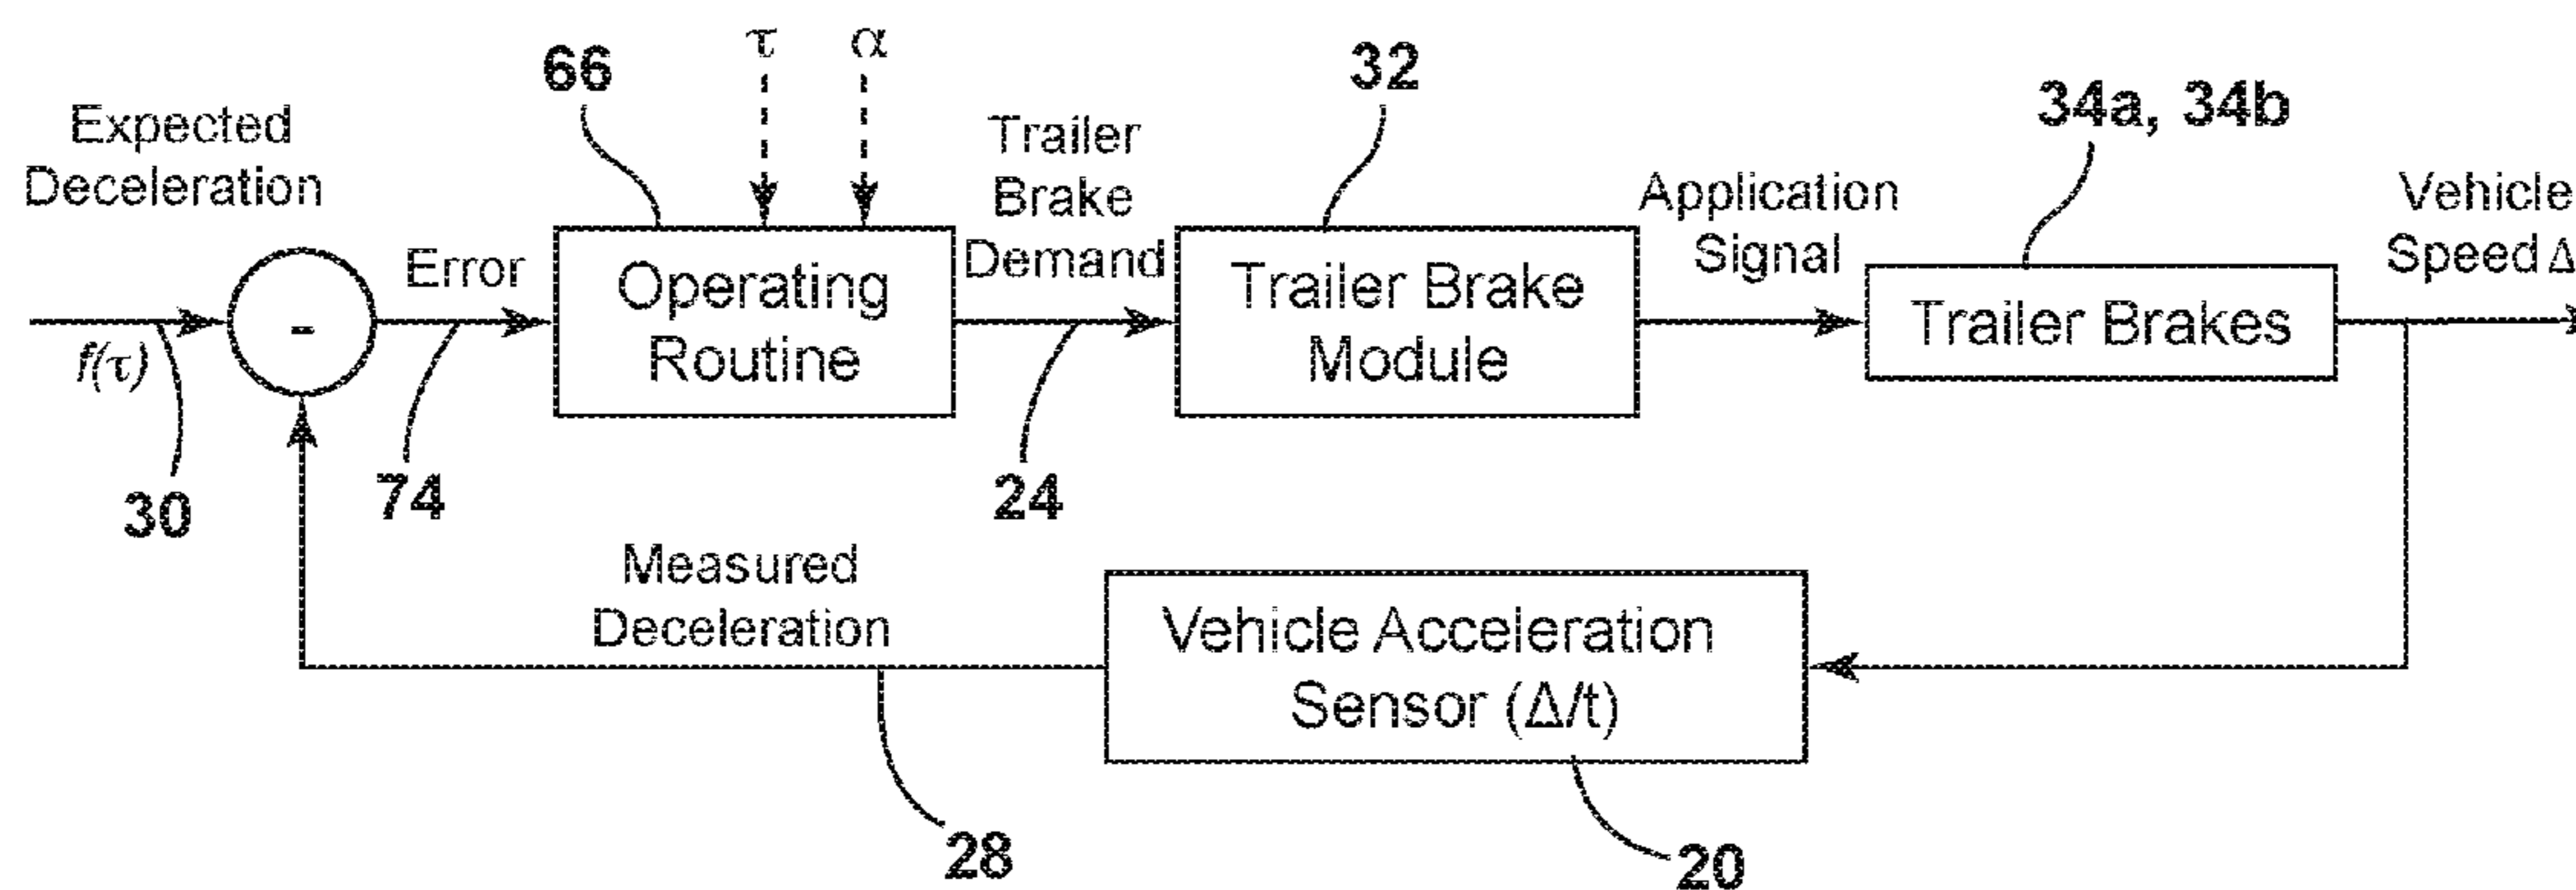 τ α
66
32
34a, 34b
Expected
Deceleration
Trailer
Brake
Demand
Application
Signal
Vehicle
Speed Δ
Error
-
f(τ)
Operating
Routine
Trailer Brake
Module
Trailer Brakes
30
74
24
Measured
Deceleration
Vehicle Acceleration
Sensor (Δ/t)
28
20